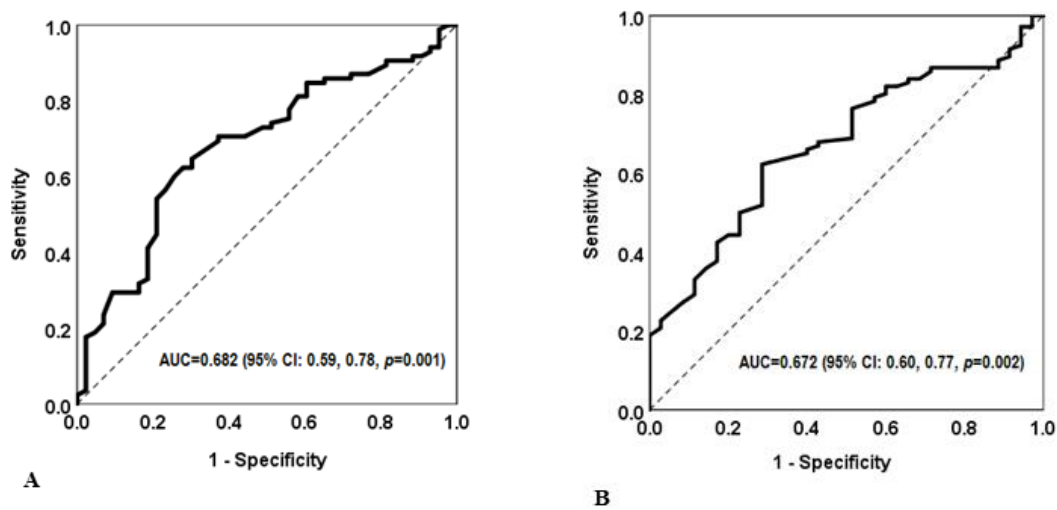 1.0
0.8
0.6
0.4
0.2
0.0
Sensitivity
AUC=0.682 (95% CI: 0.59, 0.78, p=0.001)
0.0 0.2 0.4 0.6 0.8 1.0
1 - Specificity
A
1.0
0.8
0.6
0.4
0.2
0.0
Sensitivity
AUC=0.672 (95% CI: 0.60, 0.77, p=0.002)
0.0 0.2 0.4 0.6 0.8 1.0
1 - Specificity
B